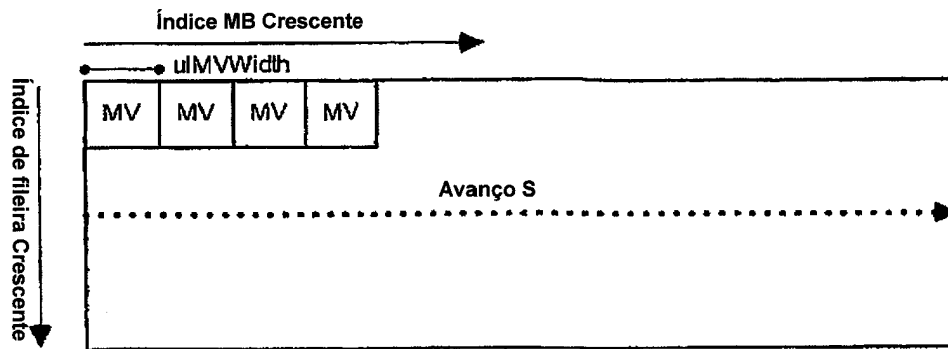 Índice MB Crescente
ulMVWidth
MV MV MV MV
Avanço S
Índice de fileira Crescente